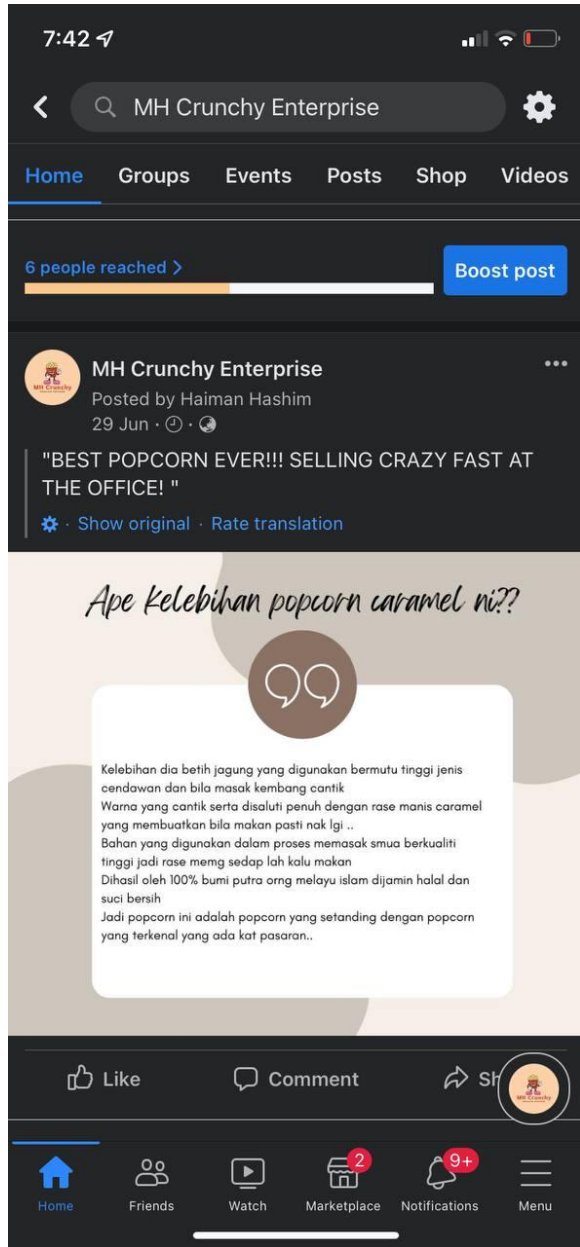 7:42
MH Crunchy Enterprise
Home Groups Events Posts Shop Videos
6 people reached
Boost post
MH Crunchy
MH Crunchy Enterprise
Posted by Haiman Hashim
29 Jun
"BEST POPCORN EVER!!! SELLING CRAZY FAST AT
THE OFFICE! "
Show original · Rate translation
Ape Kelebihan popcorn caramel ni??
Kelebihan dia betih jagung yang digunakan bermutu tinggi jenis
cendawan dan bila masak kembang cantik
Warna yang cantik serta disaluti penuh dengan rase manis caramel
yang membuatkan bila makan pasti nak lgi ..
Bahan yang digunakan dalam proses memasak smua berkualiti
tinggi jadi rase memg sedap lah kalu makan
Dihasil oleh 100% bumi putra orng melayu islam dijamin halal dan
suci bersih
Jadi popcorn ini adalah popcorn yang setanding dengan popcorn
yang terkenal yang ada kat pasaran..
Like Comment Sh
MH Crunchy
2 9+
Home Friends Watch Marketplace Notifications Menu